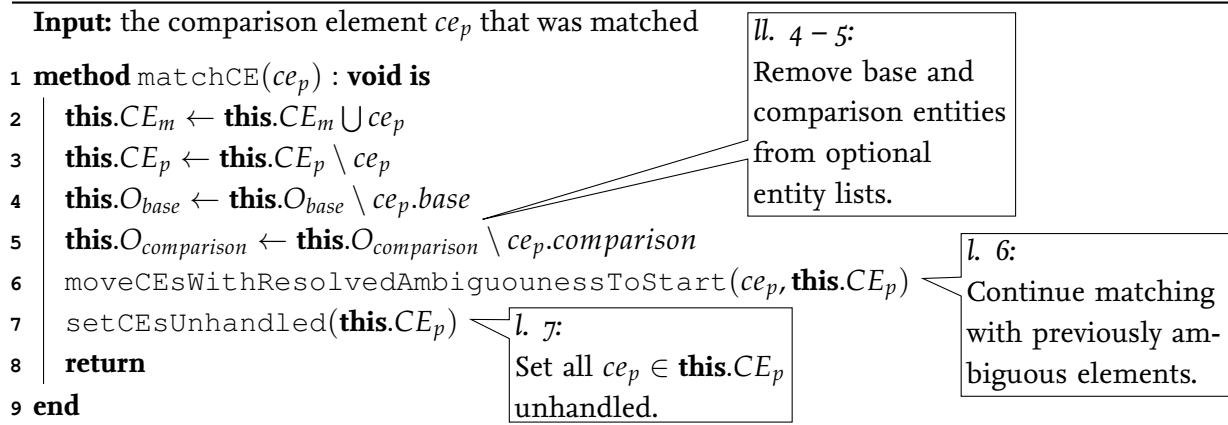 Input: the comparison element ce_p that was matched
1 method matchCE(ce_p) : void is
2 this.CE_m ← this.CE_m ⋃ ce_p
3 this.CE_p ← this.CE_p \ ce_p
4 this.O_base ← this.O_base \ ce_p.base
5 this.O_comparison ← this.O_comparison \ ce_p.comparison
6 moveCEsWithResolvedAmbiguounessToStart(ce_p, this.CE_p)
7 setCEsUnhandled(this.CE_p)
8 return
9 end
ll. 4 – 5:
Remove base and
comparison entities
from optional
entity lists.
l. 6:
Continue matching
with previously am-
biguous elements.
l. 7:
Set all ce_p ∈ this.CE_p
unhandled.